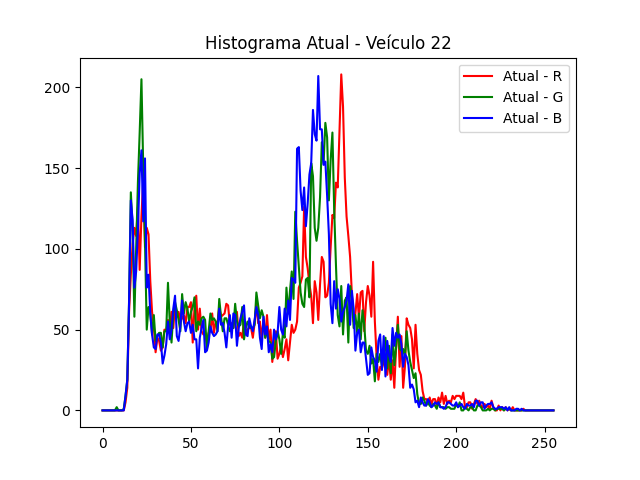 Histograma Atual - Veículo 22
Atual - R
Atual - G
Atual - B
200
150
100
50
0
0 50 100 150 200 250